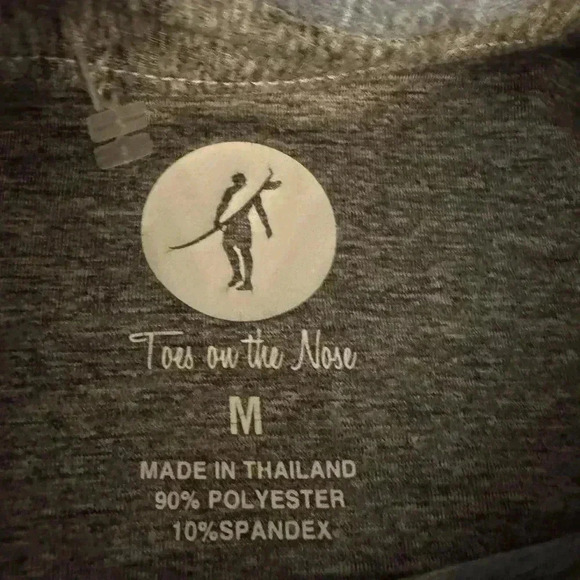 Toes on the Nose
M
MADE IN THAILAND
90% POLYESTER
10%SPANDEX